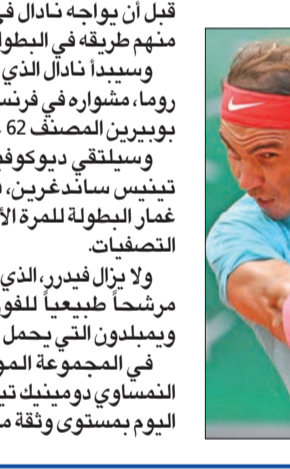 قبل أن يواجه نادال في
منهم طريقه في البطول
وسيبدأ نادال الذي
روما، مشواره في فرنس
بوبيرين المصنف 62
وسيلتقي ديوكوفي
تينيس ساندغرين،
غمار البطولة للمرة الأ
التصفيات.
ولا يزال فيدرر، الذي
مرشحاً طبيعياً للفوز
ويمبلدون التي يحمل
في المجموعة المو
النمساوي دومينيك تي
اليوم بمستوى وثقة م